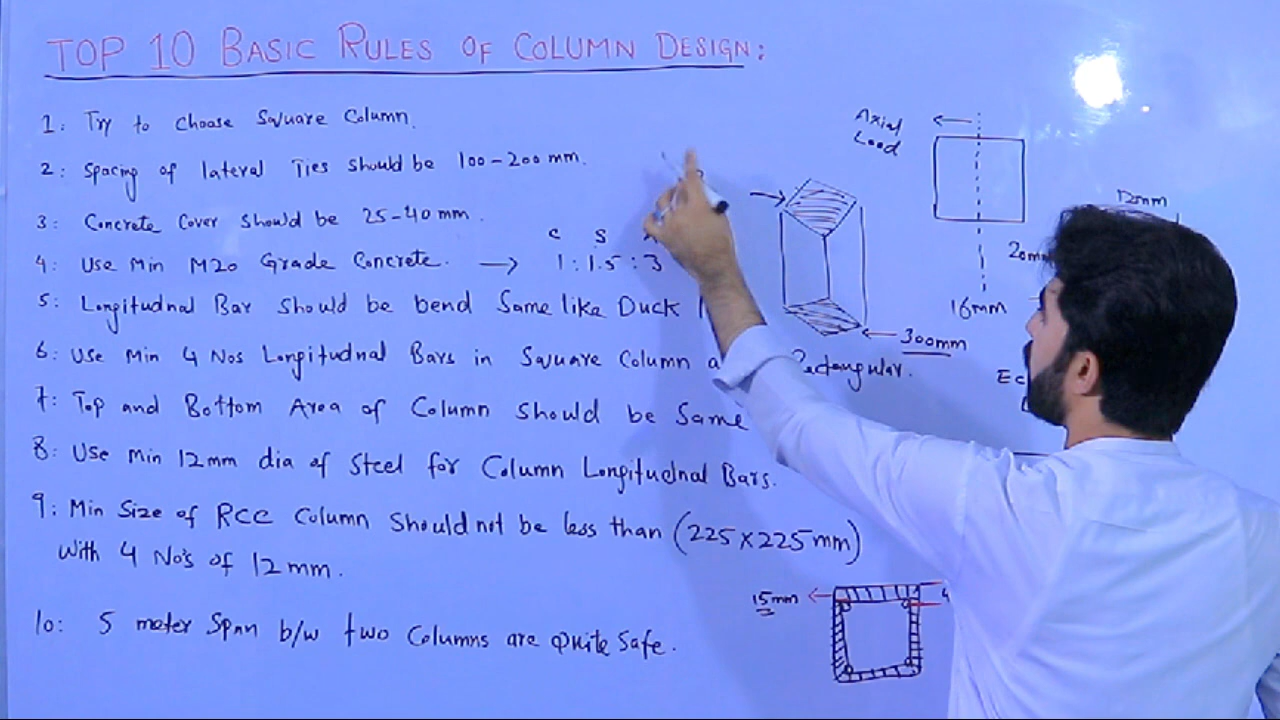 TOP 10 BASIC RULES OF COLUMN DESIGN:
1: Try to choose Square Column.
2: Spacing of lateral Ties should be 100-200 mm.
3: Concrete Cover should be 25-40 mm.
C S
4: Use Min M20 Grade Concrete. → 1:1.5:3
5: Longitudnal Bar should be bend Same like Duck
6: Use Min 4 Nos Longitudnal Bars in Square Column
7: Top and Bottom Area of Column should be Same
8: Use Min 12mm dia of Steel for Column Longitudnal Bars.
9: Min Size of RCC Column should not be less than (225x225mm)
with 4 No's of 12mm.
10: 5 meter Span b/w two Columns are quite safe.
Axial
Load
12mm
20mm
16mm
300mm
15mm